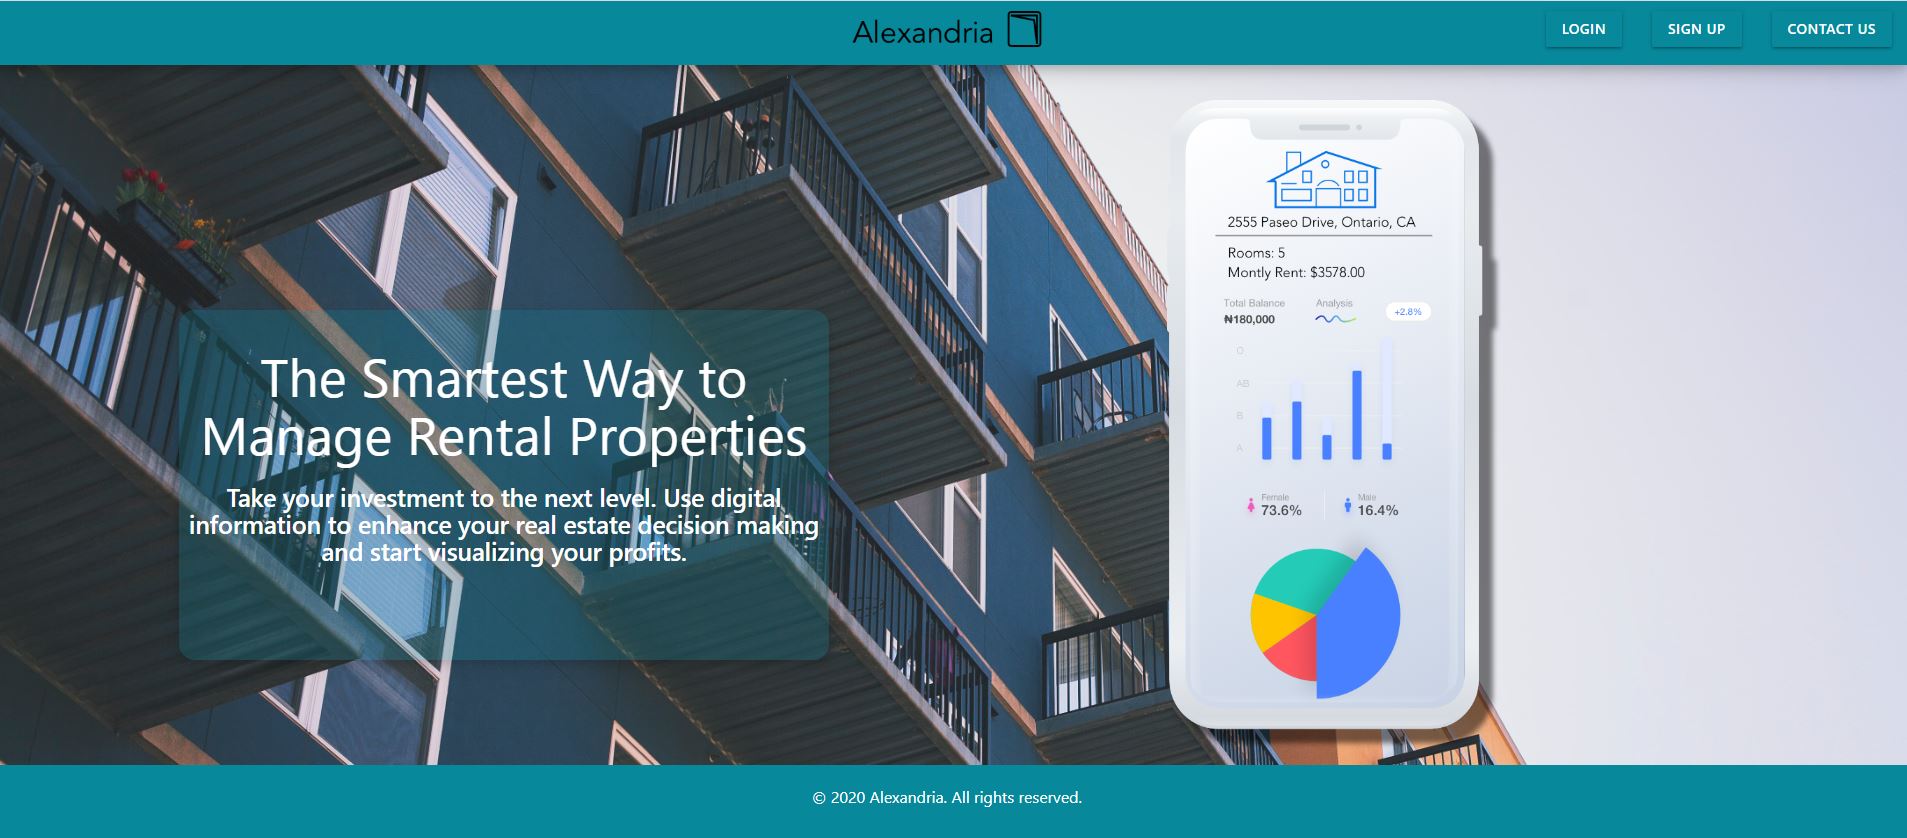 Alexandria
LOGIN
SIGN UP
CONTACT US
The Smartest Way to
Manage Rental Properties
Take your investment to the next level. Use digital
information to enhance your real estate decision making
and start visualizing your profits.
2555 Paseo Drive, Ontario, CA
Rooms: 5
Montly Rent: $3578.00
Total Balance
₦180,000
Analysis
+2.8%
O
AB
B
A
Female
73.6%
Male
16.4%
© 2020 Alexandria. All rights reserved.